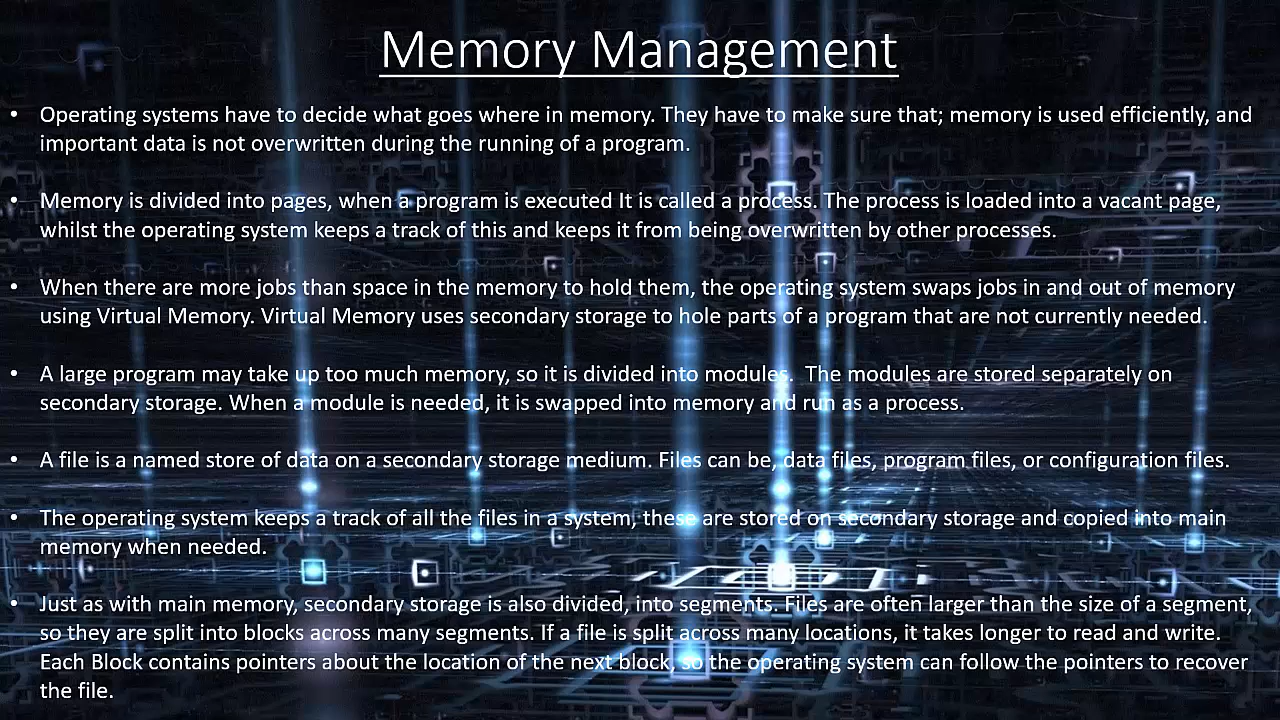 Memory Management
• Operating systems have to decide what goes where in memory. They have to make sure that; memory is used efficiently, and
important data is not overwritten during the running of a program.
• Memory is divided into pages, when a program is executed It is called a process. The process is loaded into a vacant page,
whilst the operating system keeps a track of this and keeps it from being overwritten by other processes.
• When there are more jobs than space in the memory to hold them, the operating system swaps jobs in and out of memory
using Virtual Memory. Virtual Memory uses secondary storage to hole parts of a program that are not currently needed.
• A large program may take up too much memory, so it is divided into modules.  The modules are stored separately on
secondary storage. When a module is needed, it is swapped into memory and run as a process.
• A file is a named store of data on a secondary storage medium. Files can be, data files, program files, or configuration files.
• The operating system keeps a track of all the files in a system, these are stored on secondary storage and copied into main
memory when needed.
• Just as with main memory, secondary storage is also divided, into segments. Files are often larger than the size of a segment,
so they are split into blocks across many segments. If a file is split across many locations, it takes longer to read and write.
Each Block contains pointers about the location of the next block, so the operating system can follow the pointers to recover
the file.